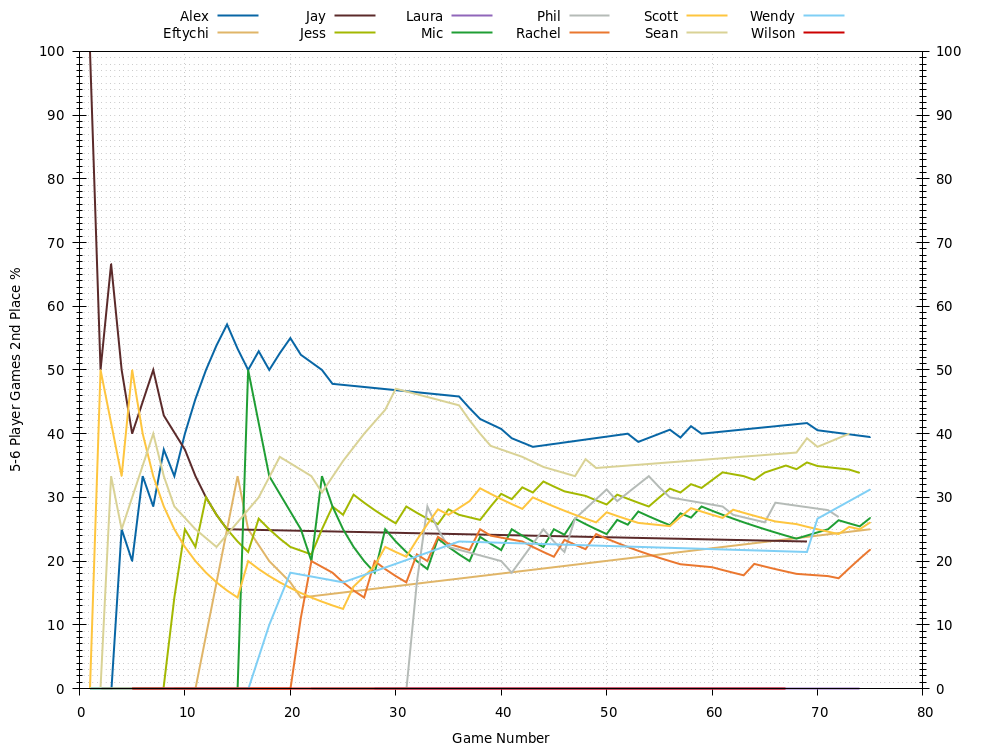 Alex Jay Laura Phil Scott Wendy
Eftychi Jess Mic Rachel Sean Wilson
100 100
90 90
80 80
70 70
60 60
50 50
40 40
30 30
20 20
10 10
0 0
0 10 20 30 40 50 60 70 80
5-6 Player Games 2nd Place %
Game Number